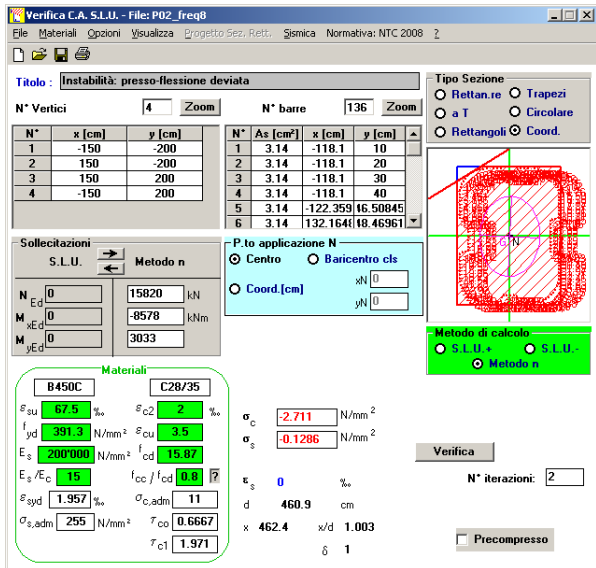 Verifica C.A. S.L.U. - File: P02_freq8
File Materiali Opzioni Visualizza Progetto Sez. Rett. Sismica Normativa: NTC 2008 ?
Titolo : Instabilità: presso-flessione deviata
N° Vertici 4 Zoom N° barre 136 Zoom
N° x [cm] y [cm]
1 -150 -200
2 150 -200
3 150 200
4 -150 200
N° As [cm²] x [cm] y [cm]
1 3.14 -118.1 10
2 3.14 -118.1 20
3 3.14 -118.1 30
4 3.14 -118.1 40
5 3.14 -122.359 46.50845
6 3.14 132.1646 48.46961
Tipo Sezione
Rettan.re Trapezi
a T Circolare
Rettangoli Coord.
G N
Sollecitazioni
S.L.U. Metodo n
N Ed 0 15820 kN
M xEd 0 -8578 kNm
M yEd 0 3033
P.to applicazione N
Centro Baricentro cls
Coord.[cm] xN 0
yN 0
Metodo di calcolo
S.L.U.+ S.L.U.-
Metodo n
Materiali
B450C C28/35
εsu 67.5 ‰ εc2 2 ‰
fyd 391.3 N/mm² εcu 3.5
Es 200'000 N/mm² fcd 15.87
Es/Ec 15 fcc / fcd 0.8 ?
εsyd 1.957 ‰ σc,adm 11
σs,adm 255 N/mm² τco 0.6667
τc1 1.971
σc -2.711 N/mm²
σs -0.1286 N/mm²
εs 0 ‰
d 460.9 cm
x 462.4 x/d 1.003
δ 1
Verifica
N° iterazioni: 2
Precompresso